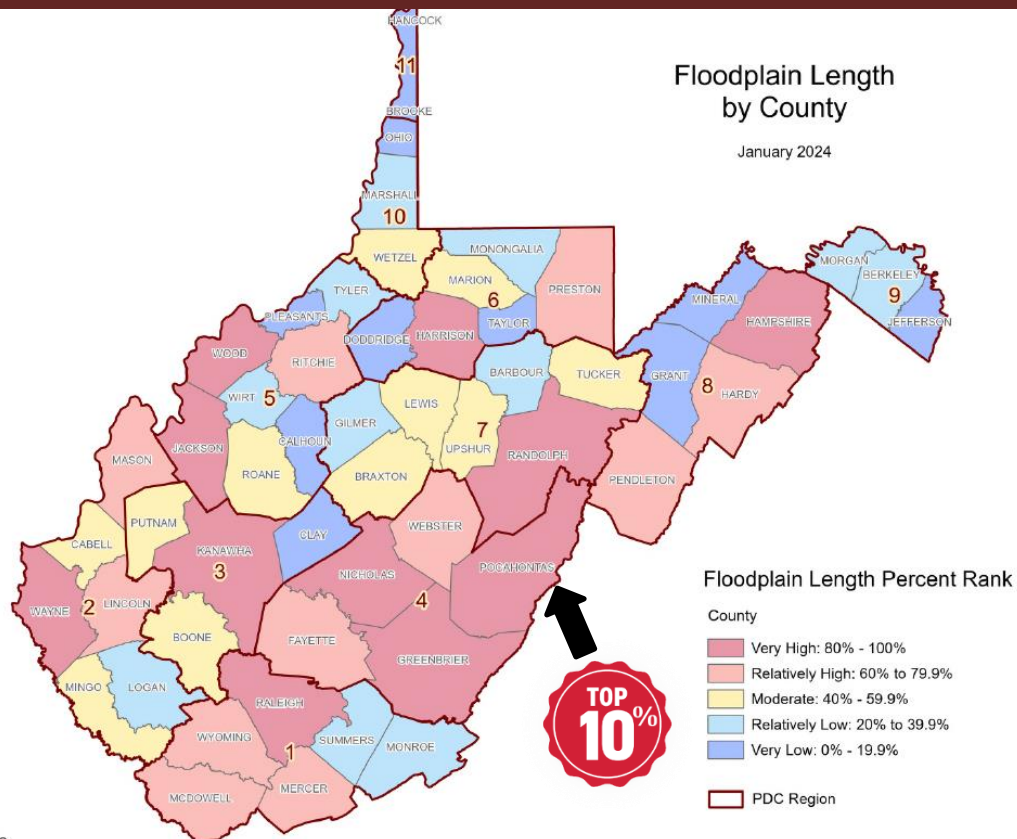 HANCOCK
11
BROOKE
OHIO
MARSHALL
10
Floodplain Length
by County
January 2024
WETZEL
MONONGALIA
MARION
6
PRESTON
TYLER
PLEASANTS
DODDRIDGE
HARRISON
TAYLOR
MORGAN
BERKELEY
9
JEFFERSON
MINERAL
HAMPSHIRE
WOOD
RITCHIE
BARBOUR
TUCKER
GRANT
8
HARDY
WIRT
5
CALHOUN
GILMER
LEWIS
7
UPSHUR
RANDOLPH
JACKSON
ROANE
BRAXTON
PENDLETON
MASON
PUTNAM
CABELL
KANAWHA
3
CLAY
WEBSTER
NICHOLAS
POCAHONTAS
4
WAYNE
2
LINCOLN
BOONE
FAYETTE
GREENBRIER
MINGO
LOGAN
RALEIGH
WYOMING
1
SUMMERS
MONROE
MCDOWELL
MERCER
TOP
10%
Floodplain Length Percent Rank
County
Very High: 80% - 100%
Relatively High: 60% to 79.9%
Moderate: 40% - 59.9%
Relatively Low: 20% to 39.9%
Very Low: 0% - 19.9%
PDC Region